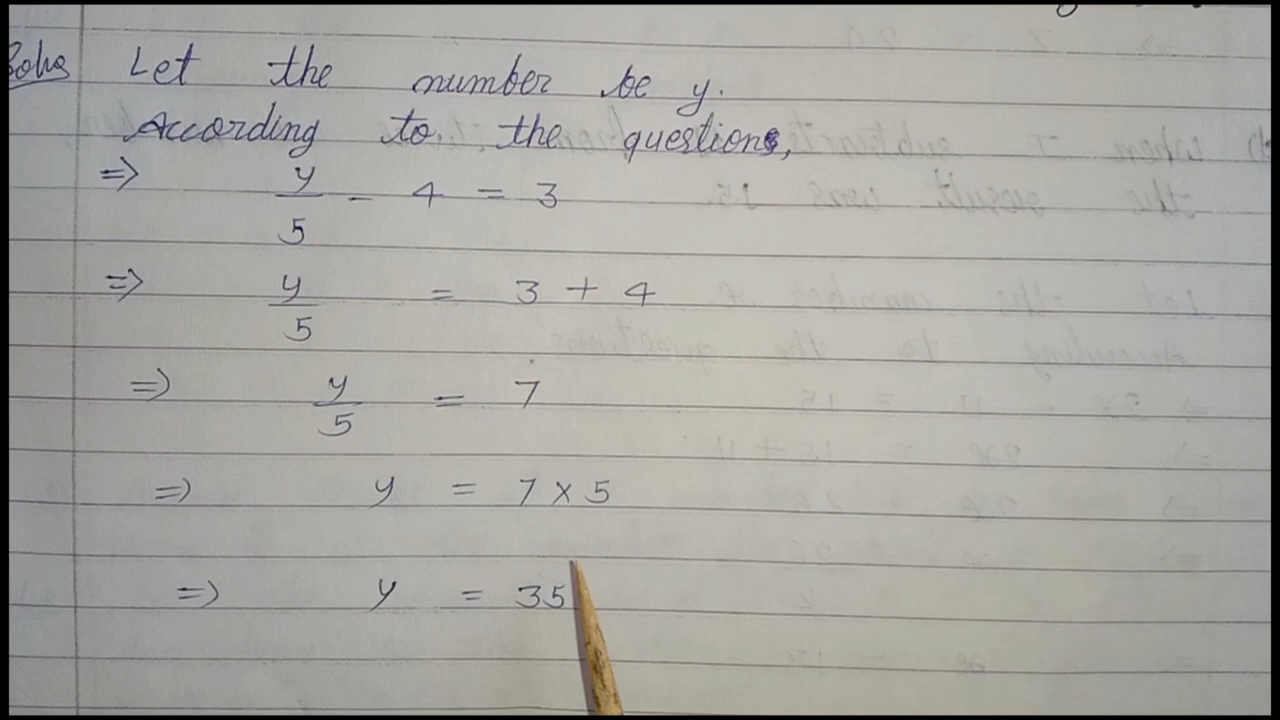 Solns Let the number be y.
According to the questions,
⇒ y/5 - 4 = 3
⇒ y/5 = 3 + 4
⇒ y/5 = 7
⇒ y = 7 × 5
⇒ y = 35